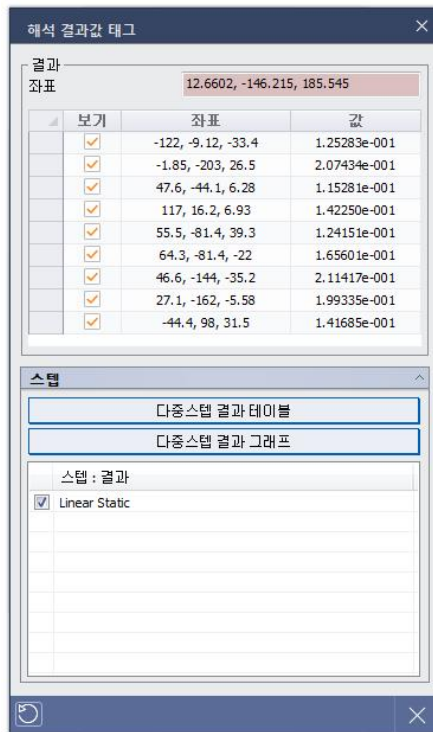 해석 결과값 태그
결과
좌표 12.6602, -146.215, 185.545
보기 좌표 값
-122, -9.12, -33.4 1.25283e-001
-1.85, -203, 26.5 2.07434e-001
47.6, -44.1, 6.28 1.15281e-001
117, 16.2, 6.93 1.42250e-001
55.5, -81.4, 39.3 1.24151e-001
64.3, -81.4, -22 1.65601e-001
46.6, -144, -35.2 2.11417e-001
27.1, -162, -5.58 1.99335e-001
-44.4, 98, 31.5 1.41685e-001
스텝
다중스텝 결과 테이블
다중스텝 결과 그래프
스텝 : 결과
Linear Static